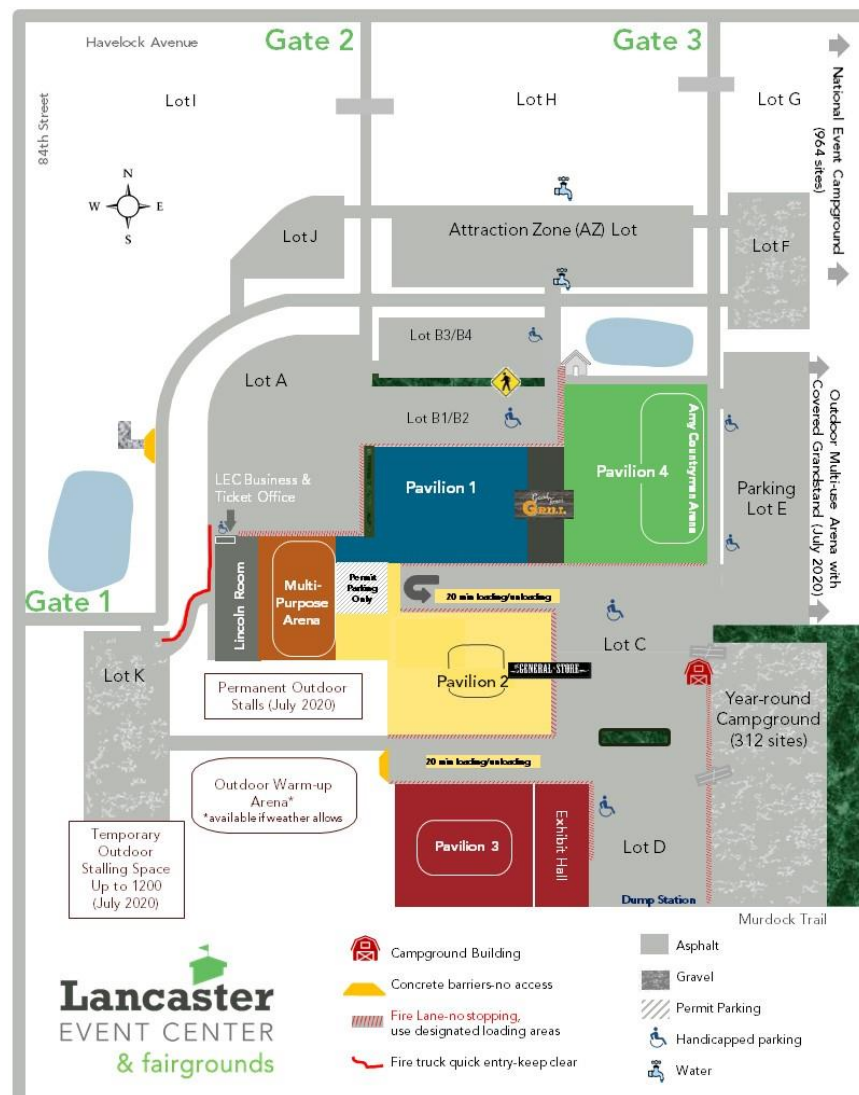 Havelock Avenue
Gate 2
Gate 3
84th Street
Lot I
Lot H
Lot G
National Event Campground
(964 sites)
N
W
E
S
Lot J
Attraction Zone (AZ) Lot
Lot F
Lot B3/B4
Lot A
Lot B1/B2
Outdoor Multi-use Arena with
Covered Grandstand (July 2020)
LEC Business &
Ticket Office
Pavilion 1
GRILL
Pavilion 4
Amy Countryman Arena
Parking
Lot E
Gate 1
Lincoln Room
Multi-
Purpose
Arena
Permit
Parking
Only
20 min loading/unloading
Lot C
Lot K
Permanent Outdoor
Stalls (July 2020)
Pavilion 2
GENERAL STORE
Year-round
Campground
(312 sites)
20 min loading/unloading
Outdoor Warm-up
Arena*
*available if weather allows
Pavilion 3
Exhibit Hall
Lot D
Temporary
Outdoor
Stalling Space
Up to 1200
(July 2020)
Dump Station
Murdock Trail
Lancaster
EVENT CENTER
& fairgrounds
Campground Building
Concrete barriers-no access
Fire Lane-no stopping,
use designated loading areas
Fire truck quick entry-keep clear
Asphalt
Gravel
Permit Parking
Handicapped parking
Water